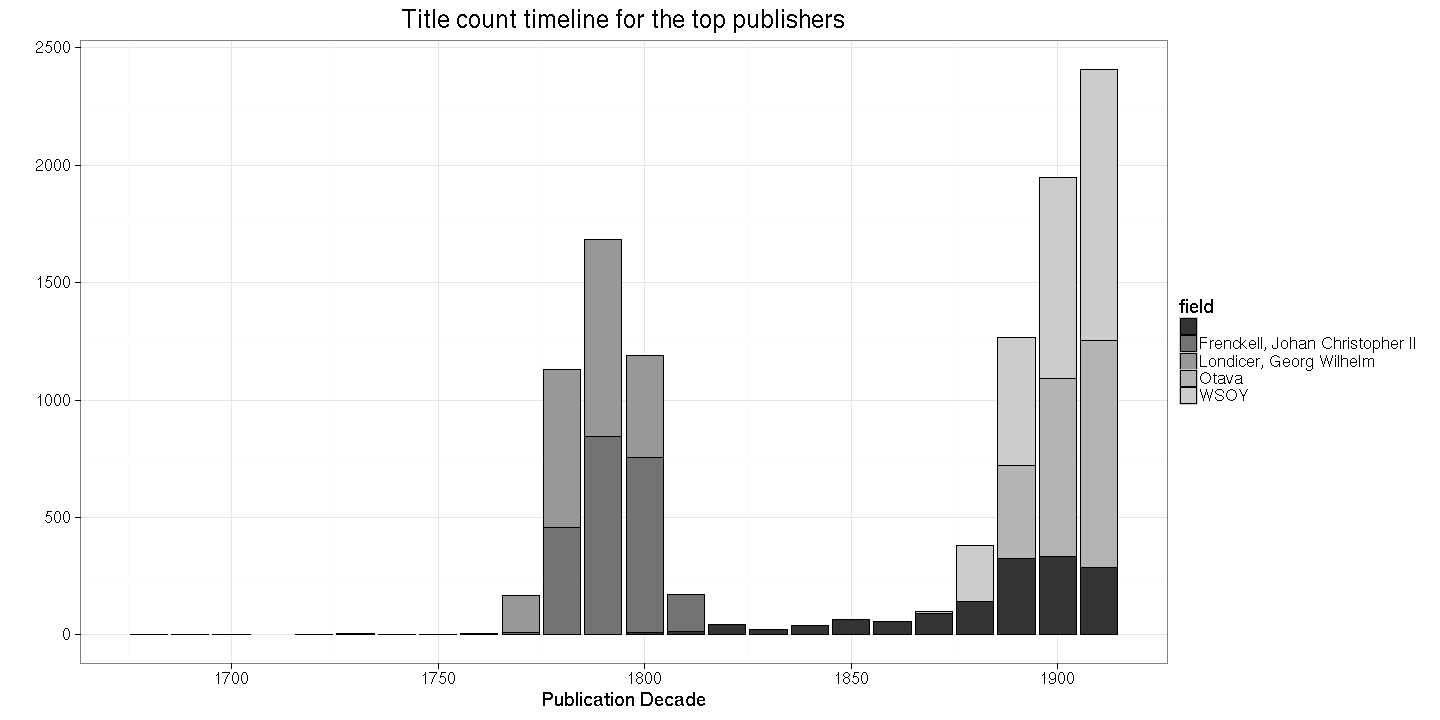 Title count timeline for the top publishers
2500
2000
1500
1000
500
0
1700 1750 1800 1850 1900
Publication Decade
field
Frenckell, Johan Christopher II
Londicer, Georg Wilhelm
Otava
WSOY